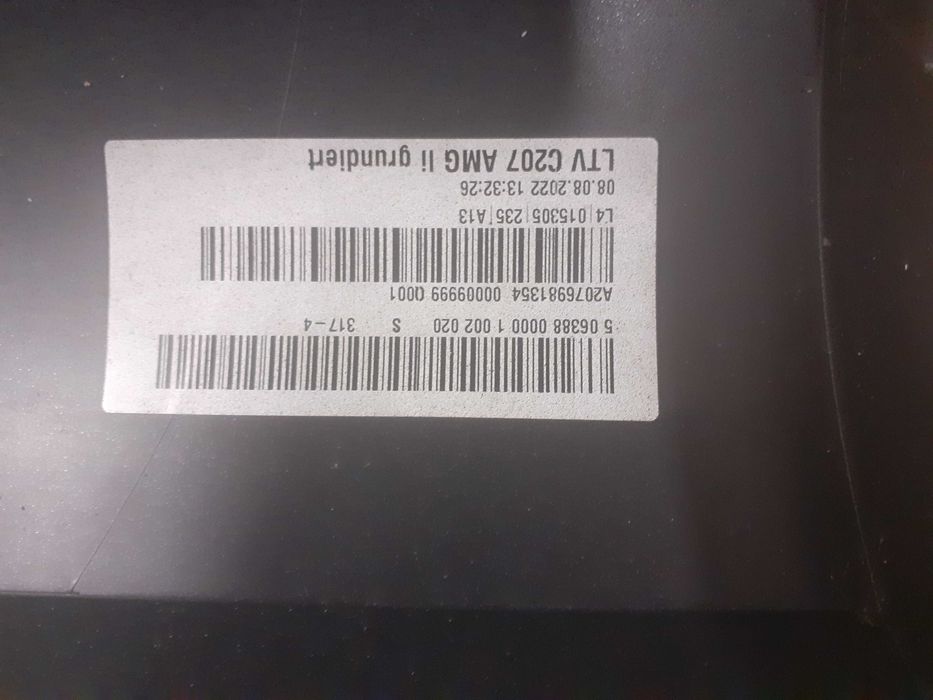 LTV C207 AMG li grundiert
08.08.2022 13:32:26
L4|015305|235|A13
A2076981354 00009999 Q001
5 06388 0000 1 002 020 S 317-4